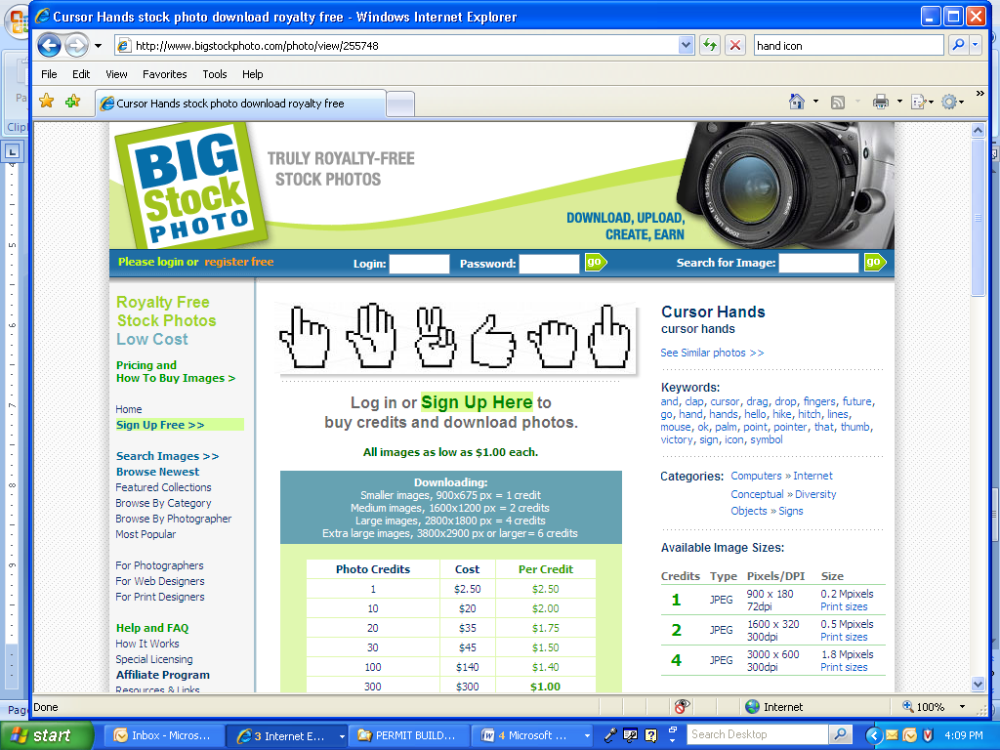 Cursor Hands stock photo download royalty free - Windows Internet Explorer
http://www.bigstockphoto.com/photo/view/255748
hand icon
File Edit View Favorites Tools Help
Cursor Hands stock photo download royalty free
BIG
Stock
PHOTO
TRULY ROYALTY-FREE
STOCK PHOTOS
DOWNLOAD, UPLOAD,
CREATE, EARN
Please login or register free
Login:
Password:
go
Search for Image:
go
Royalty Free
Stock Photos
Low Cost
Pricing and
How To Buy Images >
Home
Sign Up Free >>
Search Images >>
Browse Newest
Featured Collections
Browse By Category
Browse By Photographer
Most Popular
For Photographers
For Web Designers
For Print Designers
Help and FAQ
How It Works
Special Licensing
Affiliate Program
Resources & Links
Log in or Sign Up Here to
buy credits and download photos.
All images as low as $1.00 each.
Downloading:
Smaller images, 900x675 px = 1 credit
Medium images, 1600x1200 px = 2 credits
Large images, 2800x1800 px = 4 credits
Extra large images, 3800x2900 px or larger= 6 credits
Photo Credits Cost Per Credit
1 $2.50 $2.50
10 $20 $2.00
20 $35 $1.75
30 $45 $1.50
100 $140 $1.40
300 $300 $1.00
Cursor Hands
cursor hands
See Similar photos >>
Keywords:
and, clap, cursor, drag, drop, fingers, future,
go, hand, hands, hello, hike, hitch, lines,
mouse, ok, palm, point, pointer, that, thumb,
victory, sign, icon, symbol
Categories: Computers » Internet
Conceptual » Diversity
Objects » Signs
Available Image Sizes:
Credits Type Pixels/DPI Size
1 JPEG 900 x 180 0.2 Mpixels
72dpi Print sizes
2 JPEG 1600 x 320 0.5 Mpixels
300dpi Print sizes
4 JPEG 3000 x 600 1.8 Mpixels
300dpi Print sizes
Done
Internet
100%
start
Inbox - Micros...
3 Internet E...
PERMIT BUILD...
4 Microsoft ...
Search Desktop
4:09 PM